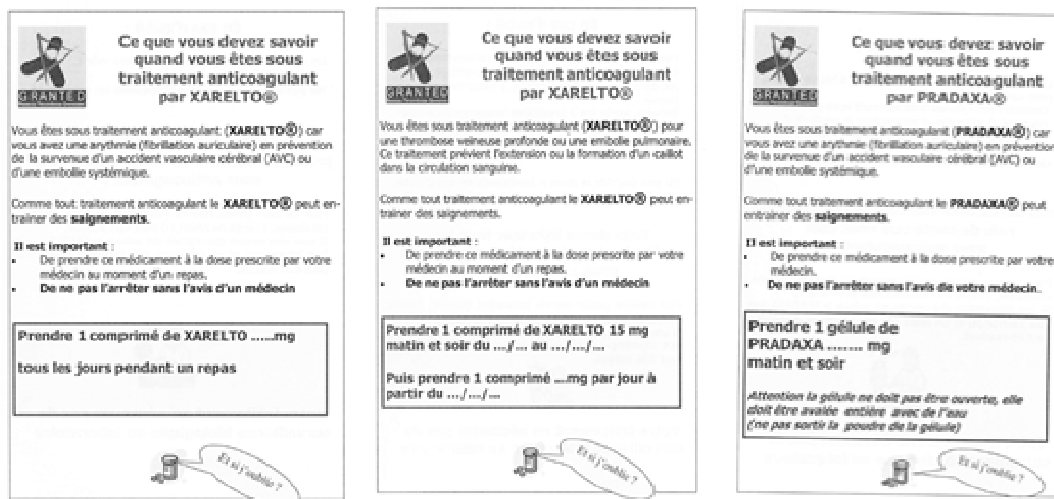 GRANTED
Ce que vous devez savoir
quand vous êtes sous
traitement anticoagulant
par XARELTO®
Vous êtes sous traitement anticoagulant (XARELTO®) car
vous avez une arythmie (fibrillation auriculaire) en prévention
de la survenue d'un accident vasculaire cérébral (AVC) ou
d'une embolie systémique.
Comme tout traitement anticoagulant le XARELTO® peut en-
traîner des saignements.
Il est important :
• De prendre ce médicament à la dose prescrite par votre
médecin au moment d'un repas.
• De ne pas l'arrêter sans l'avis d'un médecin
Prendre 1 comprimé de XARELTO ......mg
tous les jours pendant un repas
Et si j'oublie ?
GRANTED
Ce que vous devez savoir
quand vous êtes sous
traitement anticoagulant
par XARELTO®
Vous êtes sous traitement anticoagulant (XARELTO®) pour
une thrombose veineuse profonde ou une embolie pulmonaire.
Ce traitement prévient l'extension ou la formation d'un caillot
dans la circulation sanguine.
Comme tout traitement anticoagulant le XARELTO® peut en-
traîner des saignements.
Il est important :
• De prendre ce médicament à la dose prescrite par votre
médecin au moment d'un repas.
• De ne pas l'arrêter sans l'avis d'un médecin
Prendre 1 comprimé de XARELTO 15 mg
matin et soir du .../... au .../.../...
Puis prendre 1 comprimé ....mg par jour à
partir du .../.../...
Et si j'oublie ?
GRANTED
Ce que vous devez savoir
quand vous êtes sous
traitement anticoagulant
par PRADAXA®
Vous êtes sous traitement anticoagulant (PRADAXA®) car
vous avez une arythmie (fibrillation auriculaire) en prévention
de la survenue d'un accident vasculaire cérébral (AVC) ou
d'une embolie systémique.
Comme tout traitement anticoagulant le PRADAXA® peut
entrainer des saignements.
Il est important :
• De prendre ce médicament à la dose prescrite par votre
médecin.
• De ne pas l'arrêter sans l'avis de votre médecin.
Prendre 1 gélule de
PRADAXA ....... mg
matin et soir
Attention la gélule ne doit pas être ouverte, elle
doit être avalée entière avec de l'eau
(ne pas sortir la poudre de la gélule)
Et si j'oublie ?